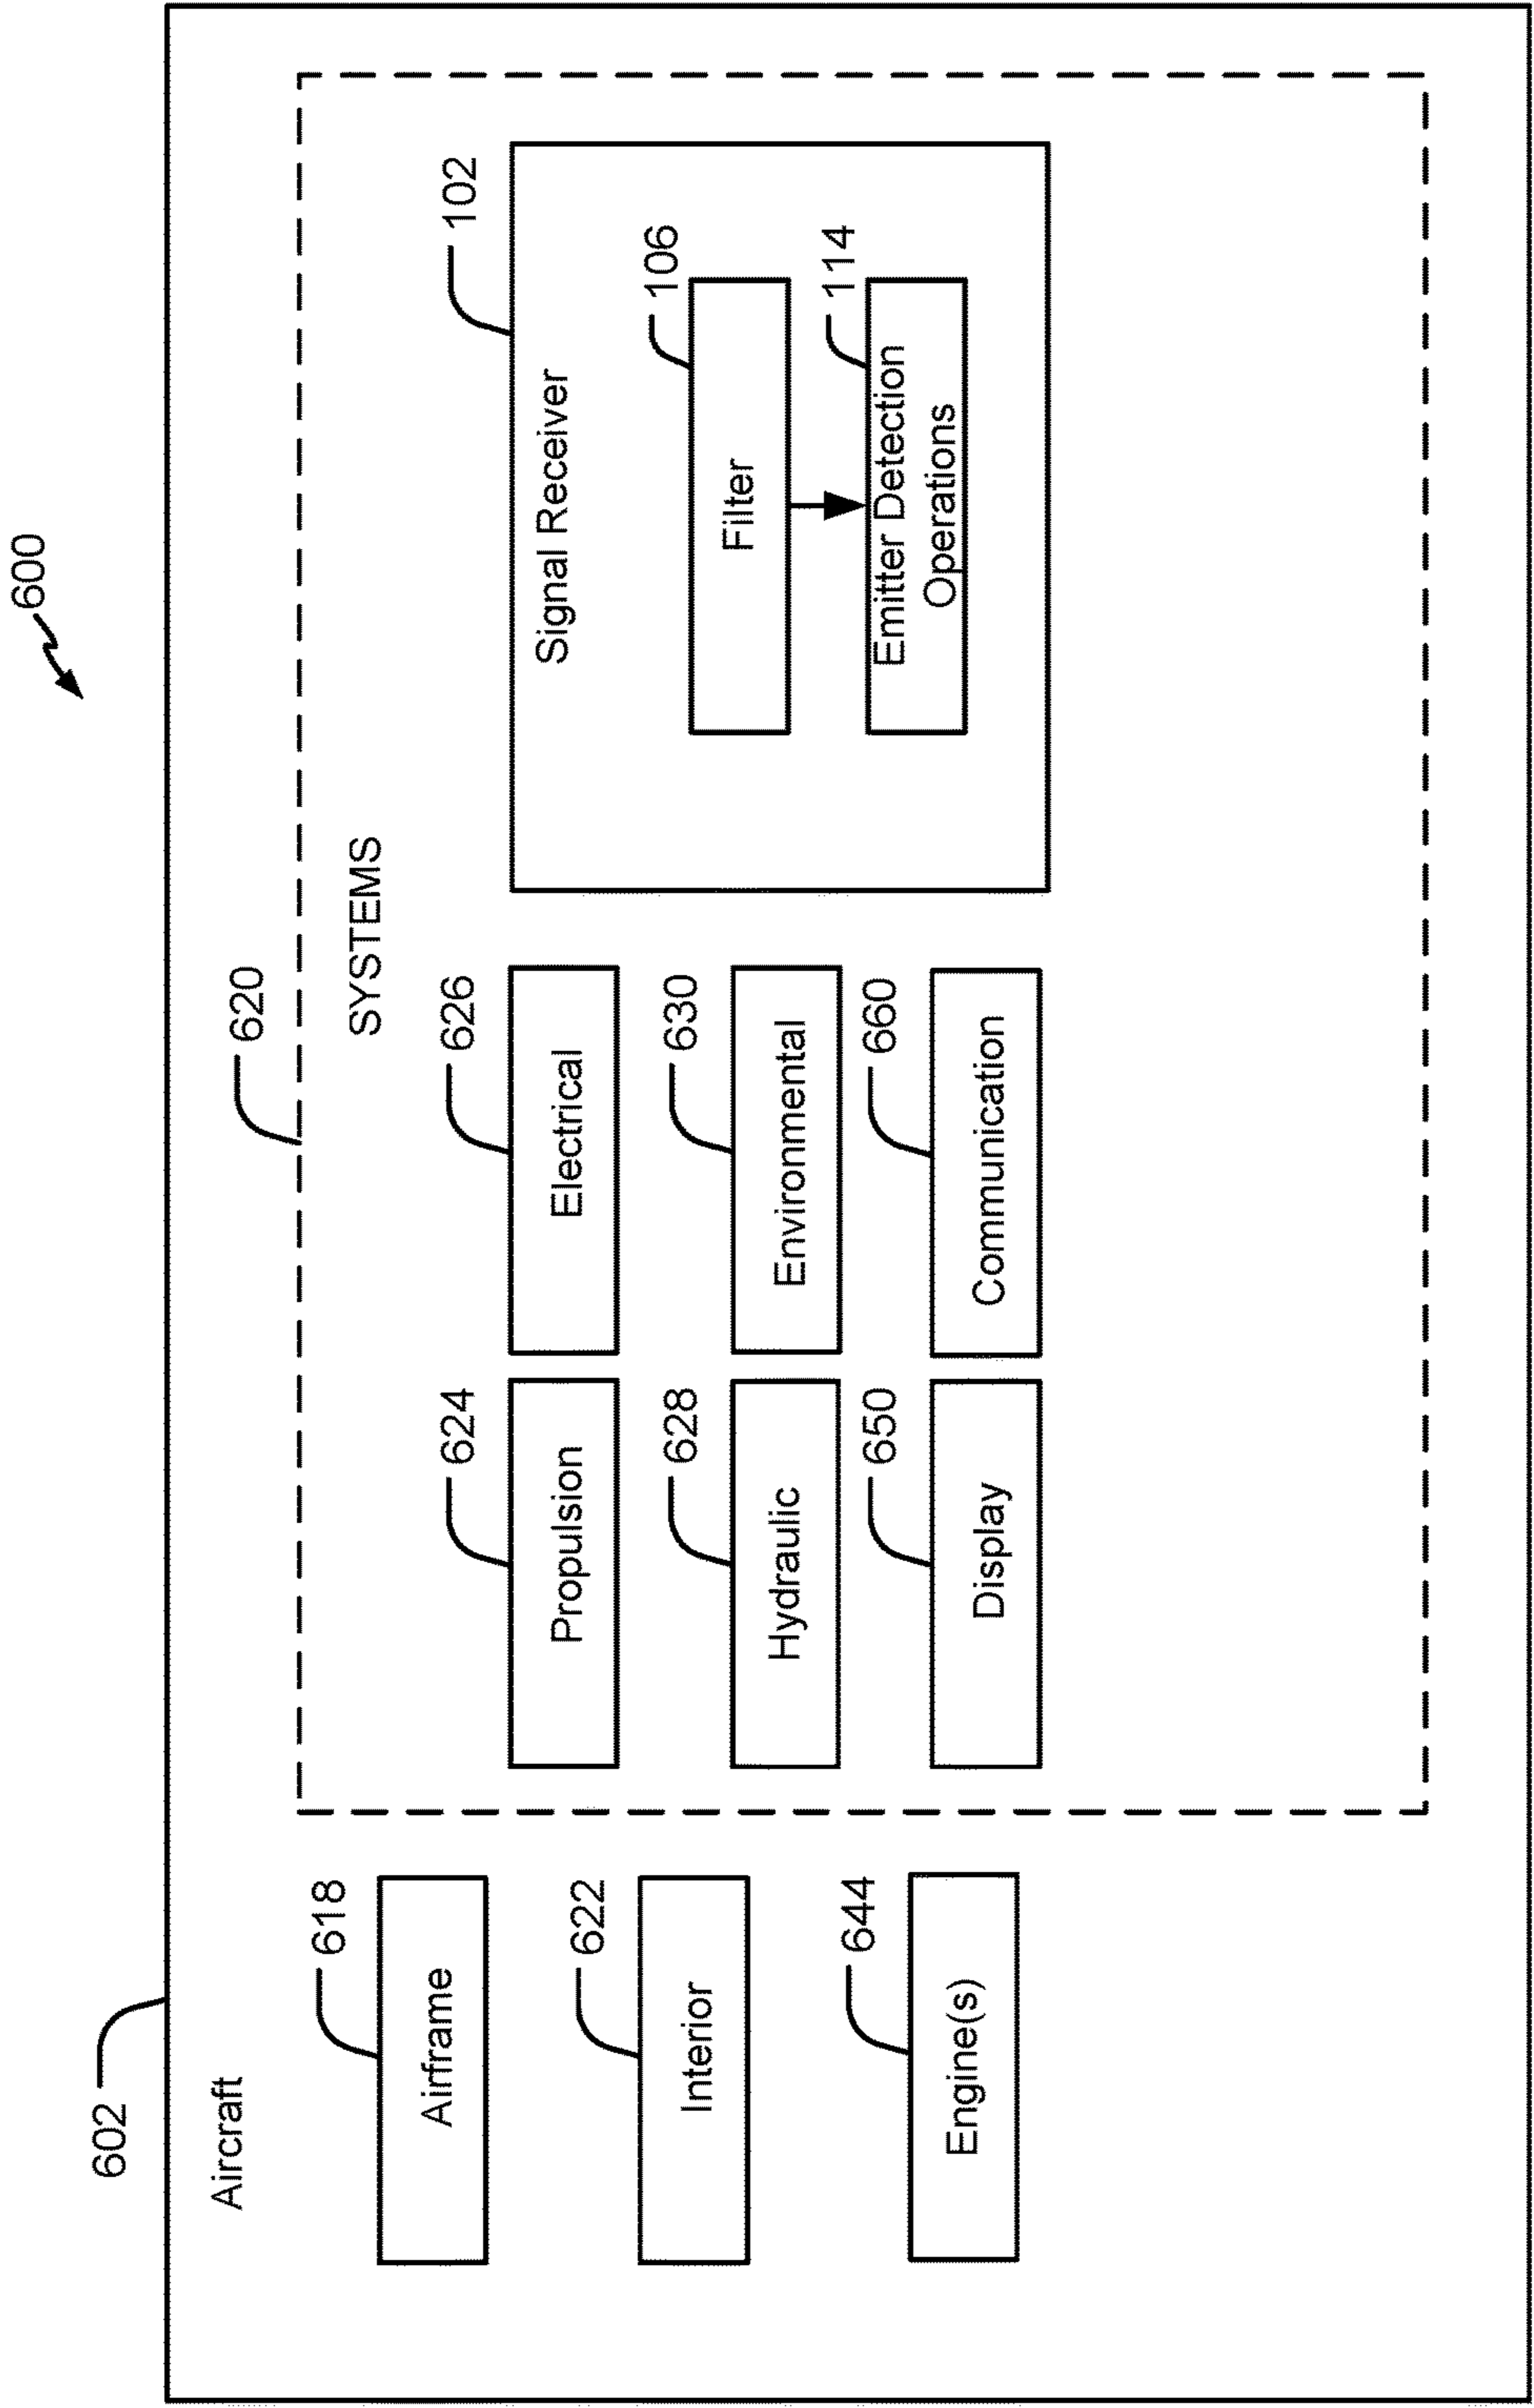 600
602
Aircraft
620
SYSTEMS
618
Airframe
622
Interior
644
Engine(s)
624
Propulsion
626
Electrical
628
Hydraulic
630
Environmental
650
Display
660
Communication
102
Signal Receiver
106
Filter
114
Emitter Detection
Operations